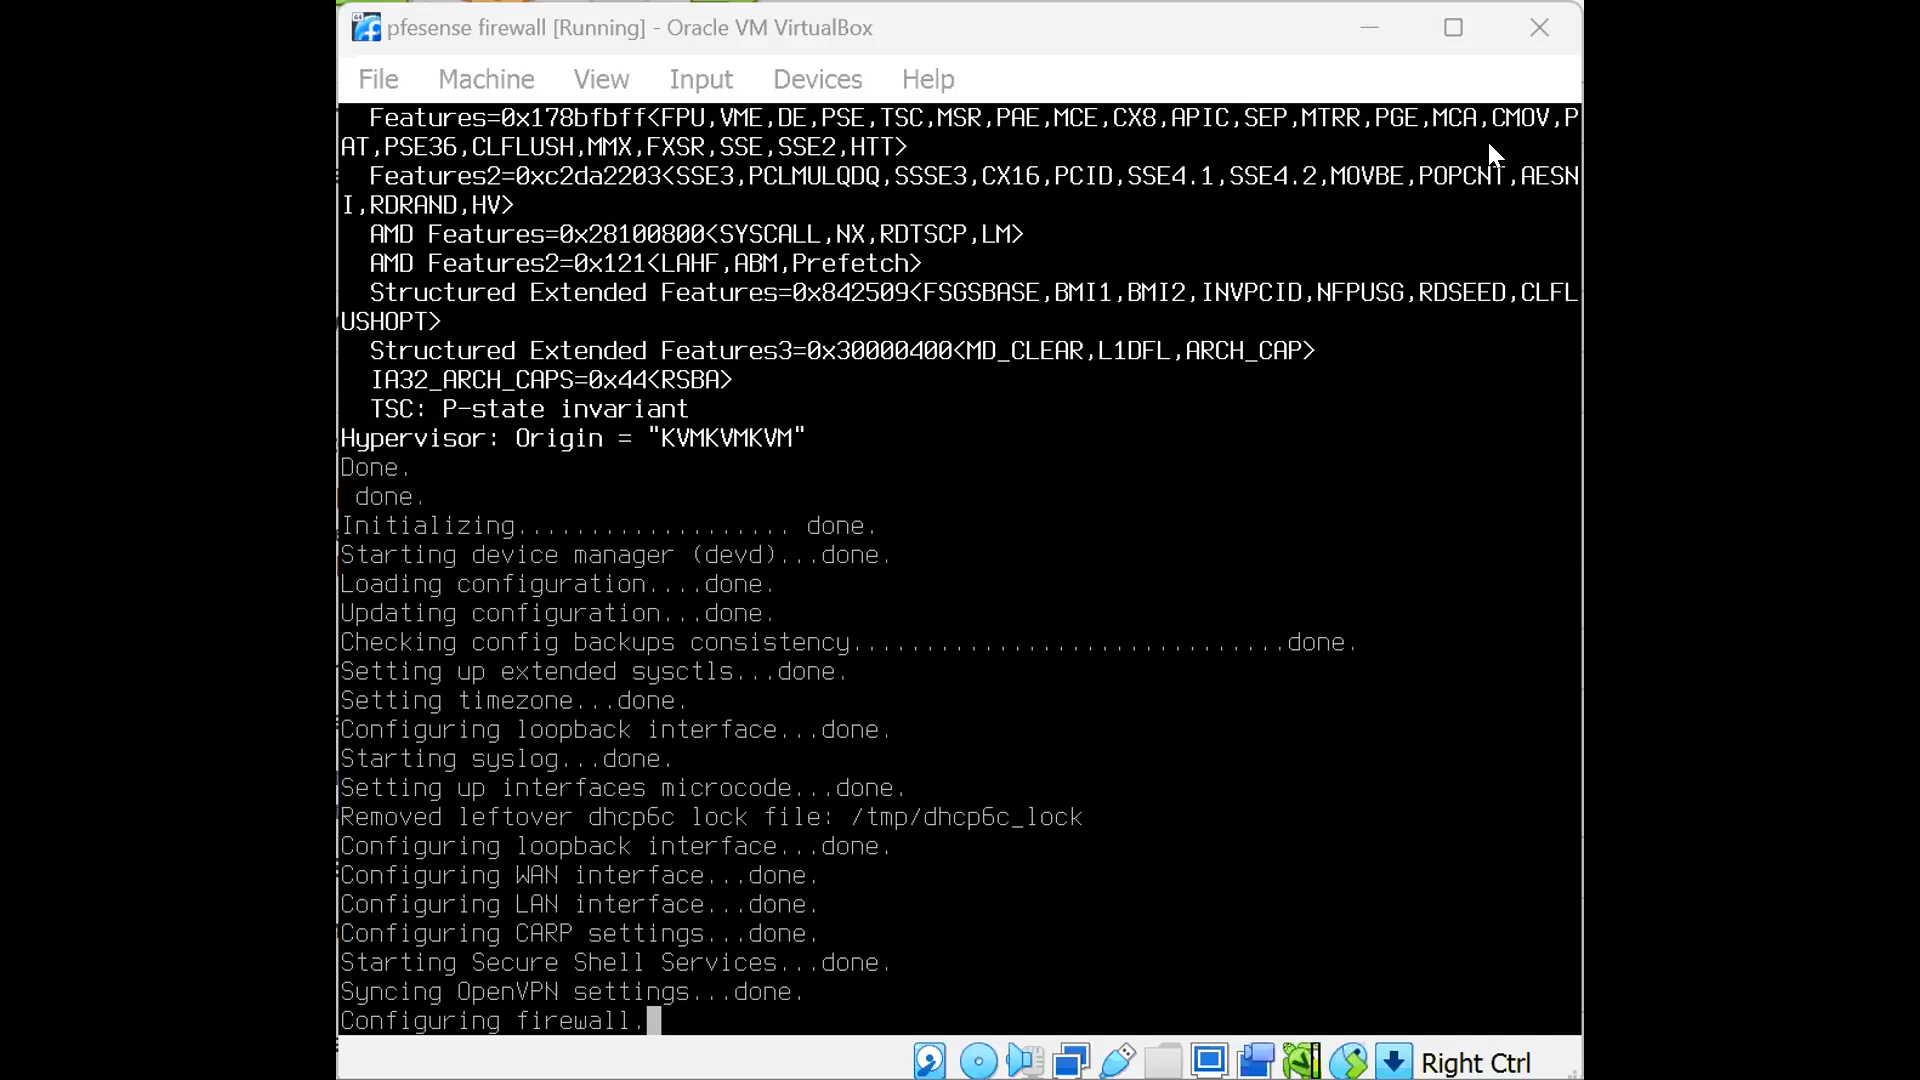 pfesense firewall [Running] - Oracle VM VirtualBox
File Machine View Input Devices Help
Features=0x178bfbff<FPU,VME,DE,PSE,TSC,MSR,PAE,MCE,CX8,APIC,SEP,MTRR,PGE,MCA,CMOV,P
AT,PSE36,CLFLUSH,MMX,FXSR,SSE,SSE2,HTT>
Features2=0xc2da2203<SSE3,PCLMULQDQ,SSSE3,CX16,PCID,SSE4.1,SSE4.2,MOVBE,POPCNT,AESN
I,RDRAND,HV>
AMD Features=0x28100800<SYSCALL,NX,RDTSCP,LM>
AMD Features2=0x121<LAHF,ABM,Prefetch>
Structured Extended Features=0x842509<FSGSBASE,BMI1,BMI2,INVPCID,NFPUSG,RDSEED,CLFL
USHOPT>
Structured Extended Features3=0x30000400<MD_CLEAR,L1DFL,ARCH_CAP>
IA32_ARCH_CAPS=0x44<RSBA>
TSC: P-state invariant
Hypervisor: Origin = "KVMKVMKVM"
Done.
done.
Initializing................... done.
Starting device manager (devd)...done.
Loading configuration....done.
Updating configuration...done.
Checking config backups consistency..............................done.
Setting up extended sysctls...done.
Setting timezone...done.
Configuring loopback interface...done.
Starting syslog...done.
Setting up interfaces microcode...done.
Removed leftover dhcp6c lock file: /tmp/dhcp6c_lock
Configuring loopback interface...done.
Configuring WAN interface...done.
Configuring LAN interface...done.
Configuring CARP settings...done.
Starting Secure Shell Services...done.
Syncing OpenVPN settings...done.
Configuring firewall.
Right Ctrl